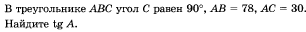 В треугольнике ABC угол C равен 90°, AB = 78, AC = 30.
Найдите tg A.